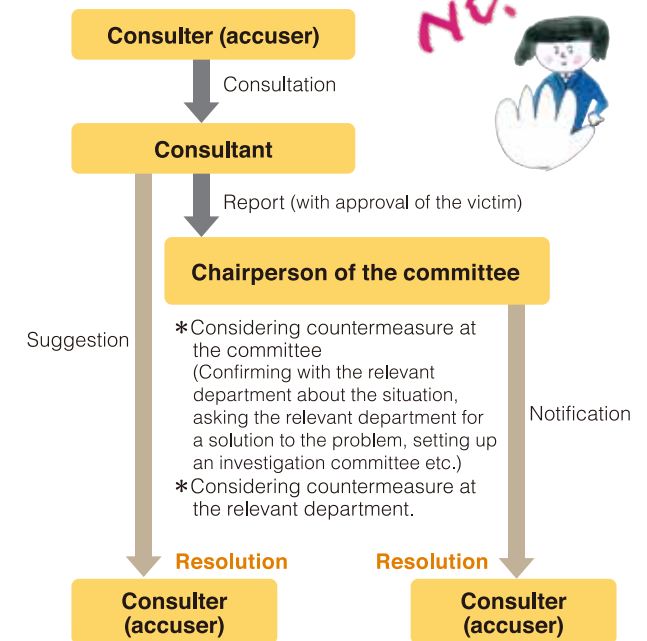 No!
Consulter (accuser)
Consultation
Consultant
Report (with approval of the victim)
Chairperson of the committee
Suggestion
*Considering countermeasure at
the committee
(Confirming with the relevant
department about the situation,
asking the relevant department for
a solution to the problem, setting up
an investigation committee etc.)
*Considering countermeasure at
the relevant department.
Notification
Resolution
Resolution
Consulter
(accuser)
Consulter
(accuser)